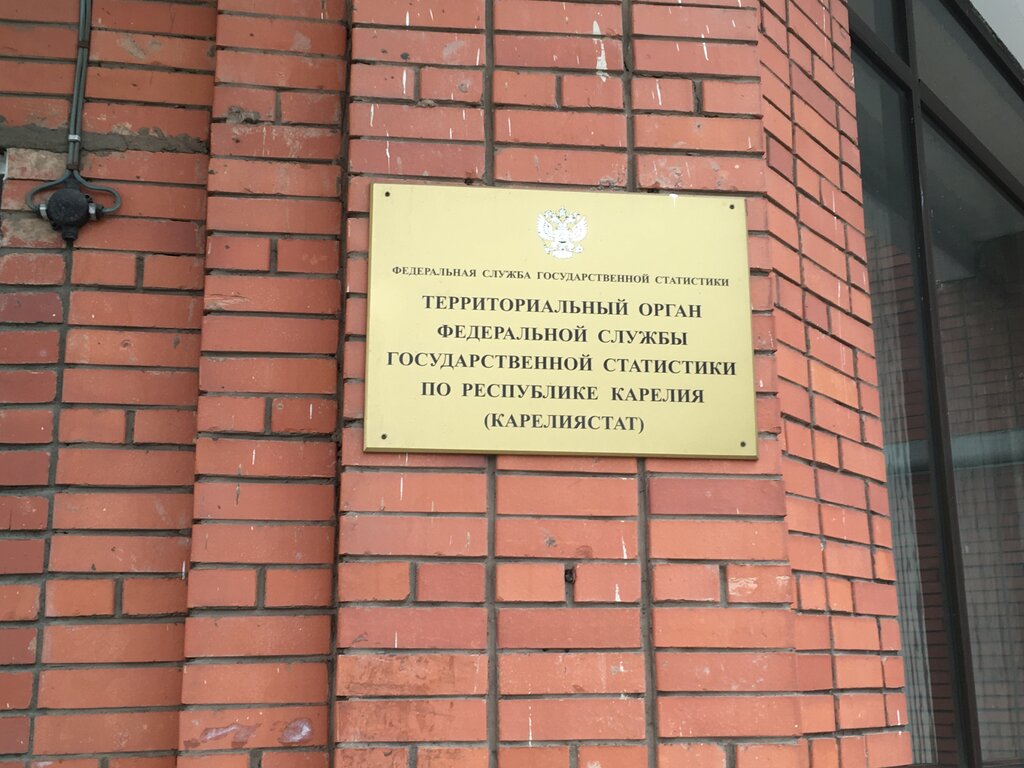 ФЕДЕРАЛЬНАЯ СЛУЖБА ГОСУДАРСТВЕННОЙ СТАТИСТИКИ
ТЕРРИТОРИАЛЬНЫЙ ОРГАН
ФЕДЕРАЛЬНОЙ СЛУЖБЫ
ГОСУДАРСТВЕННОЙ СТАТИСТИКИ
ПО РЕСПУБЛИКЕ КАРЕЛИЯ
(КАРЕЛИЯСТАТ)